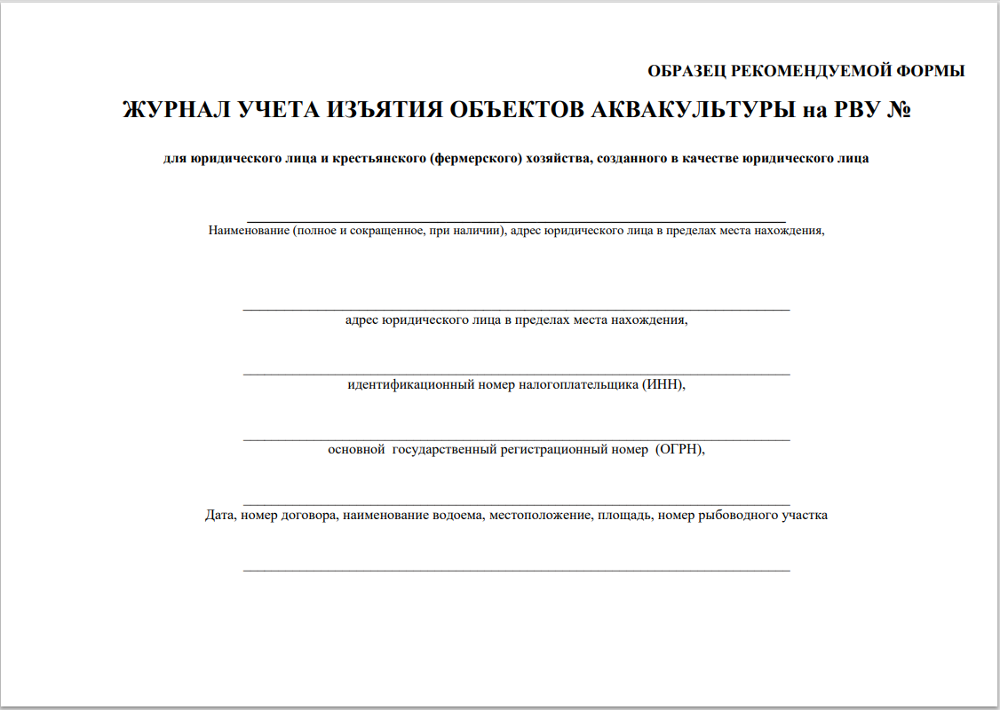 ОБРАЗЕЦ РЕКОМЕНДУЕМОЙ ФОРМЫ
ЖУРНАЛ УЧЕТА ИЗЪЯТИЯ ОБЪЕКТОВ АКВАКУЛЬТУРЫ на РВУ №
для юридического лица и крестьянского (фермерского) хозяйства, созданного в качестве юридического лица
Наименование (полное и сокращенное, при наличии), адрес юридического лица в пределах места нахождения,
адрес юридического лица в пределах места нахождения,
идентификационный номер налогоплательщика (ИНН),
основной государственный регистрационный номер (ОГРН),
Дата, номер договора, наименование водоема, местоположение, площадь, номер рыбоводного участка